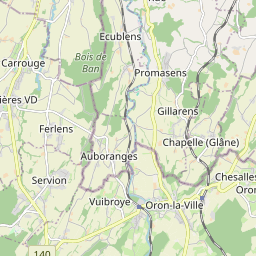 Ecublens
Bois de
Ban
Carrouge
Promasens
ières VD
Gillarens
Ferlens
Chapelle (Glâne)
Auboranges
Servion
Chesalles
Oron
Vuibroye
Oron-la-Ville
140